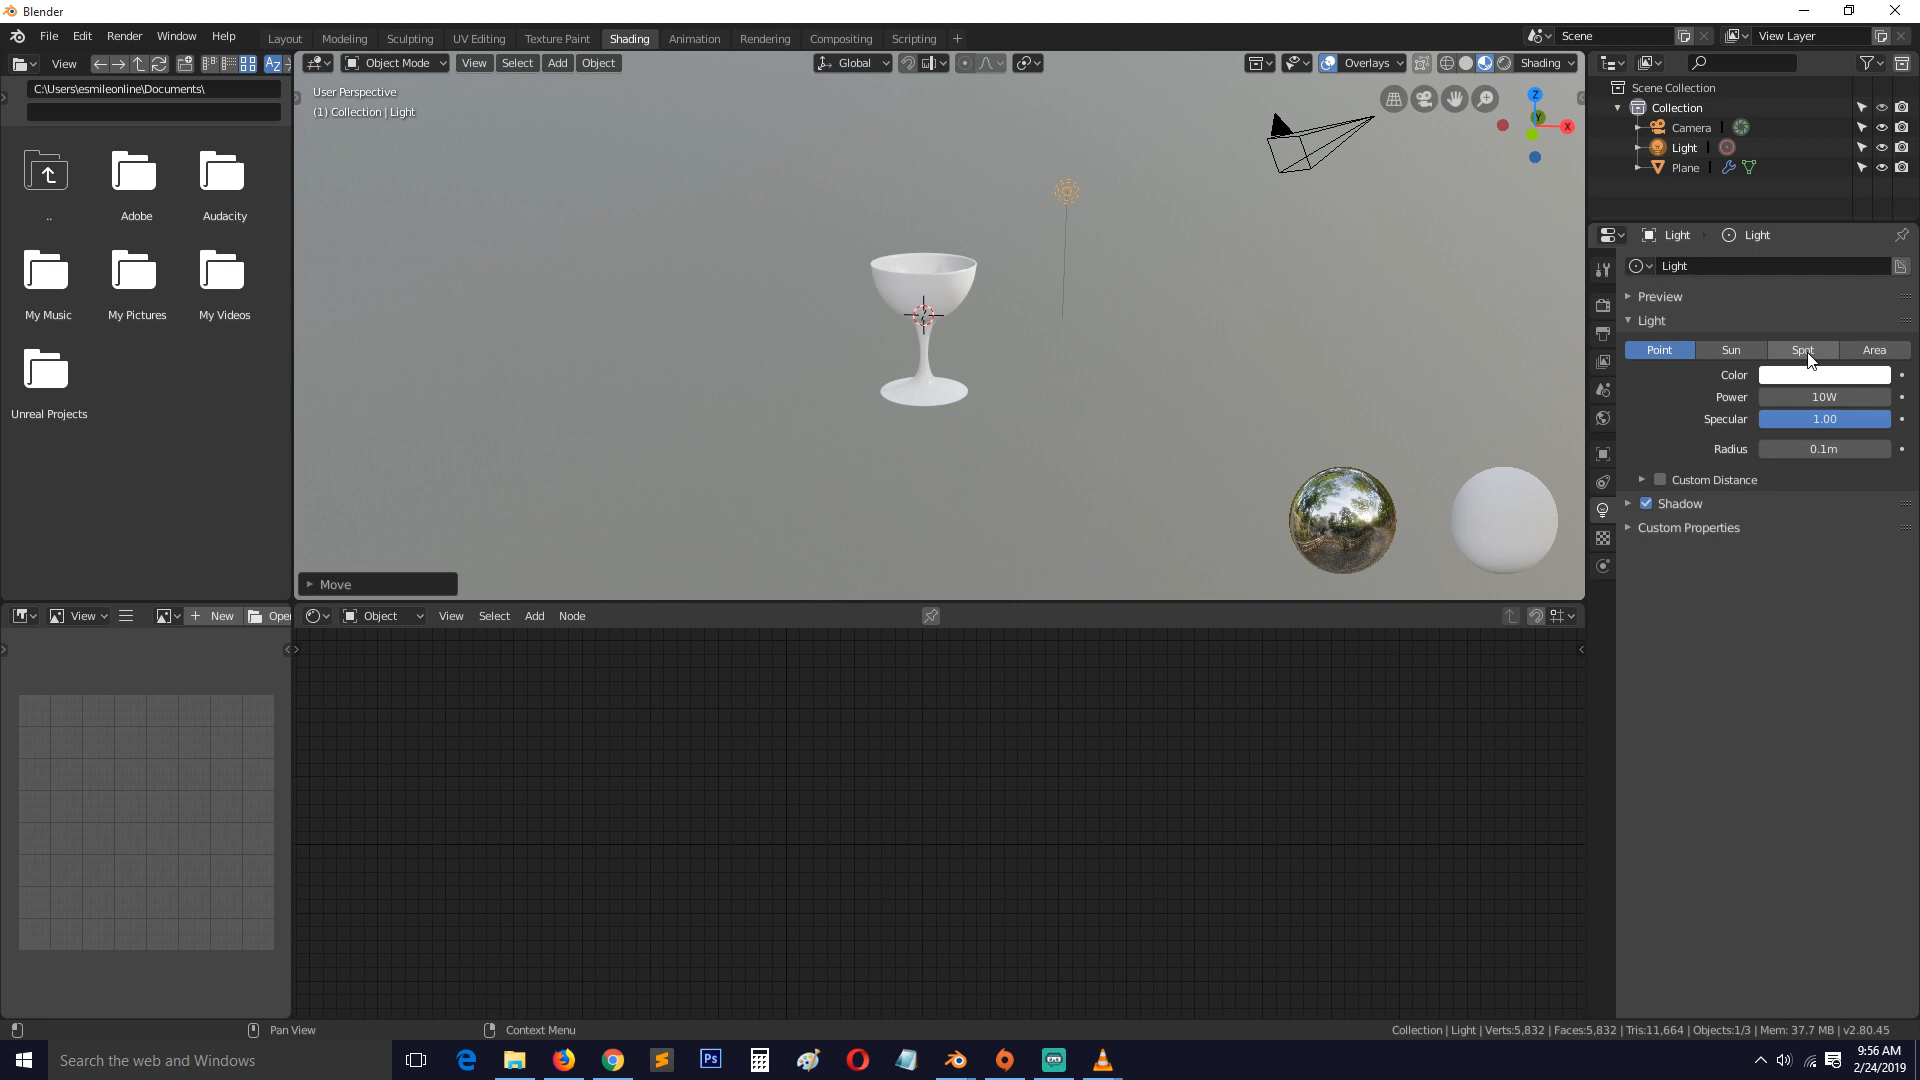 Blender
File Edit Render Window Help
Layout Modeling Sculpting UV Editing Texture Paint Shading Animation Rendering Compositing Scripting +
Scene
View Layer
View
Object Mode View Select Add Object
Global
Overlays
Shading
C:\Users\esmileonline\Documents\
User Perspective
(1) Collection | Light
Z
Y
X
..
Adobe
Audacity
My Music
My Pictures
My Videos
Unreal Projects
Scene Collection
Collection
Camera
Light
Plane
Light
Light
Light
Preview
Light
Point Sun Spot Area
Color
Power 10W
Specular 1.00
Radius 0.1m
Custom Distance
Shadow
Custom Properties
Move
View
+ New
Open
Object View Select Add Node
Pan View
Context Menu
Collection | Light | Verts:5,832 | Faces:5,832 | Tris:11,664 | Objects:1/3 | Mem: 37.7 MB | v2.80.45
Search the web and Windows
Ps
9:56 AM
2/24/2019